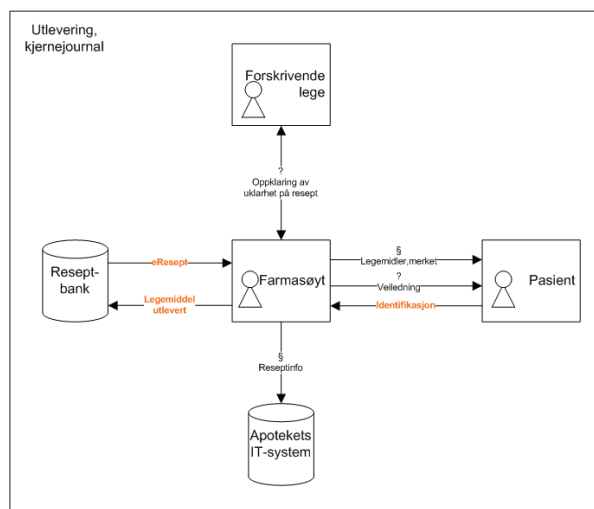 Utlevering,
kjernejournal
Forskrivende
lege
?
Oppklaring av
uklarhet på resept
Resept-
bank
eResept
Legemiddel
utlevert
Farmasøyt
§
Legemidler,merket
?
Veiledning
Identifikasjon
Pasient
§
Reseptinfo
Apotekets
IT-system